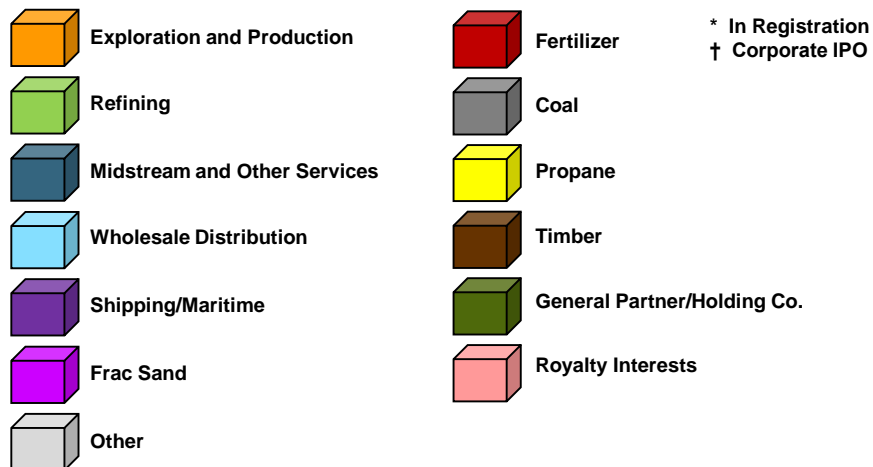 Exploration and Production
Refining
Midstream and Other Services
Wholesale Distribution
Shipping/Maritime
Frac Sand
Other
Fertilizer
Coal
Propane
Timber
General Partner/Holding Co.
Royalty Interests
* In Registration
† Corporate IPO